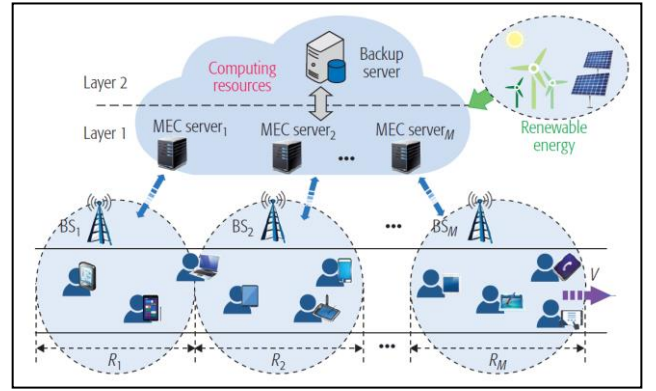 Backup
server
Computing
resources
Layer 2
Layer 1
MEC server1
MEC server2
MEC serverM
...
Renewable
energy
BS1
BS2
...
BSM
V
R1
R2
...
RM